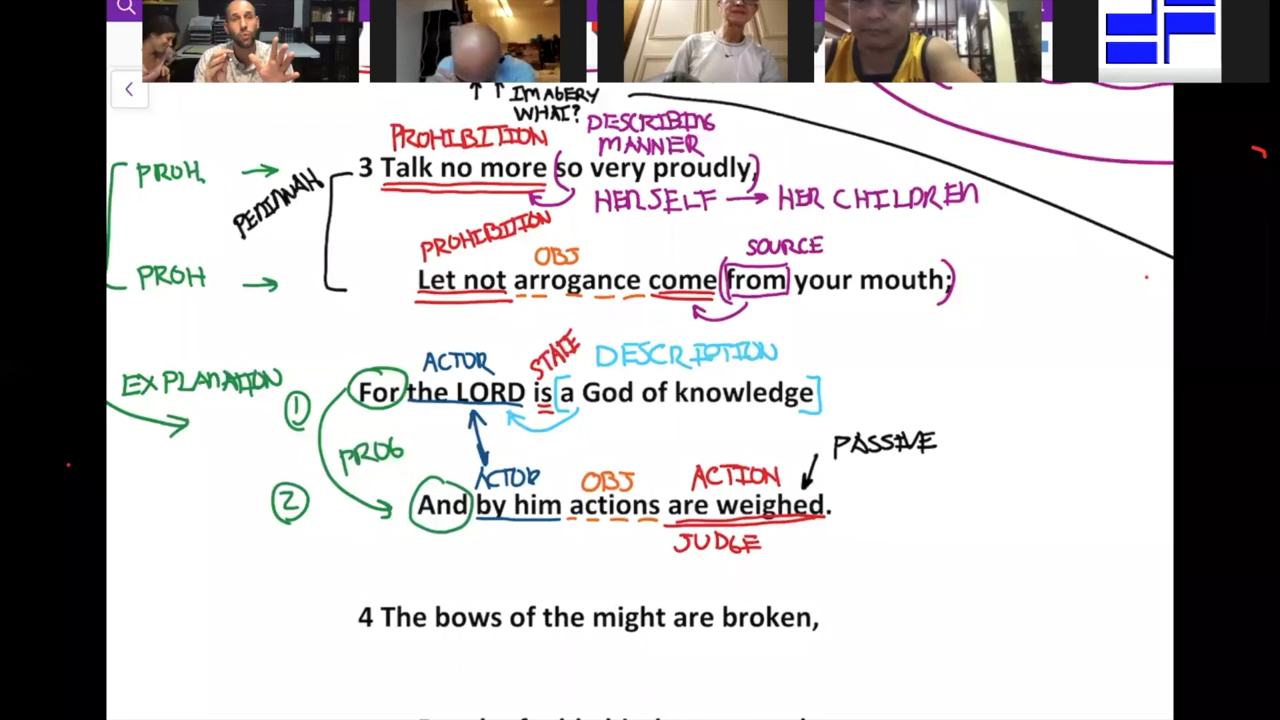 IMAGERY
WHAT?
PROHIBITION
DESCRIBING
MANNER
PROH.
3 Talk no more so very proudly,
PENINNAH
HERSELF → HER CHILDREN
PROHIBITION
OBJ
SOURCE
PROH
Let not arrogance come from your mouth;
ACTOR
STATE
DESCRIPTION
EXPLANATION
1
For the LORD is a God of knowledge
PROG
PASSIVE
ACTOR
OBJ
ACTION
2
And by him actions are weighed.
JUDGE
4 The bows of the might are broken,